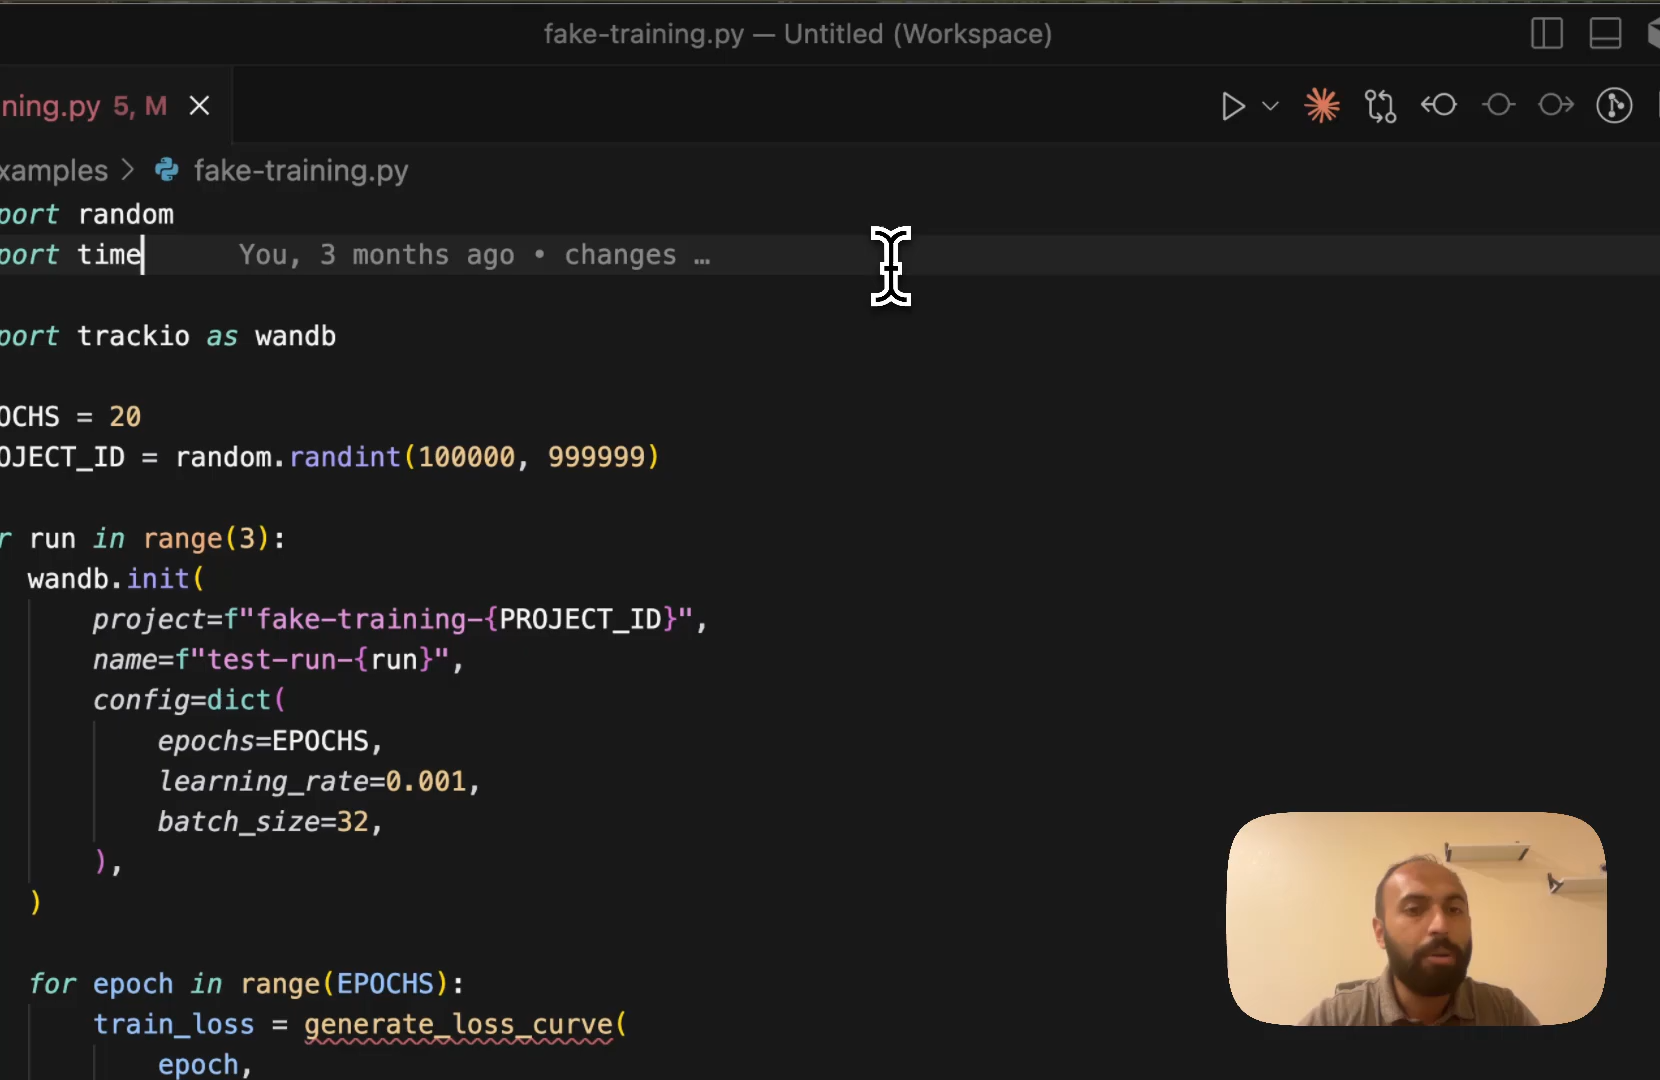 fake-training.py — Untitled (Workspace)
ning.py 5, M
xamples > fake-training.py
port random
port time You, 3 months ago • changes …
port trackio as wandb
OCHS = 20
OJECT_ID = random.randint(100000, 999999)
r run in range(3):
wandb.init(
project=f"fake-training-{PROJECT_ID}",
name=f"test-run-{run}",
config=dict(
epochs=EPOCHS,
learning_rate=0.001,
batch_size=32,
),
)
for epoch in range(EPOCHS):
train_loss = generate_loss_curve(
epoch,